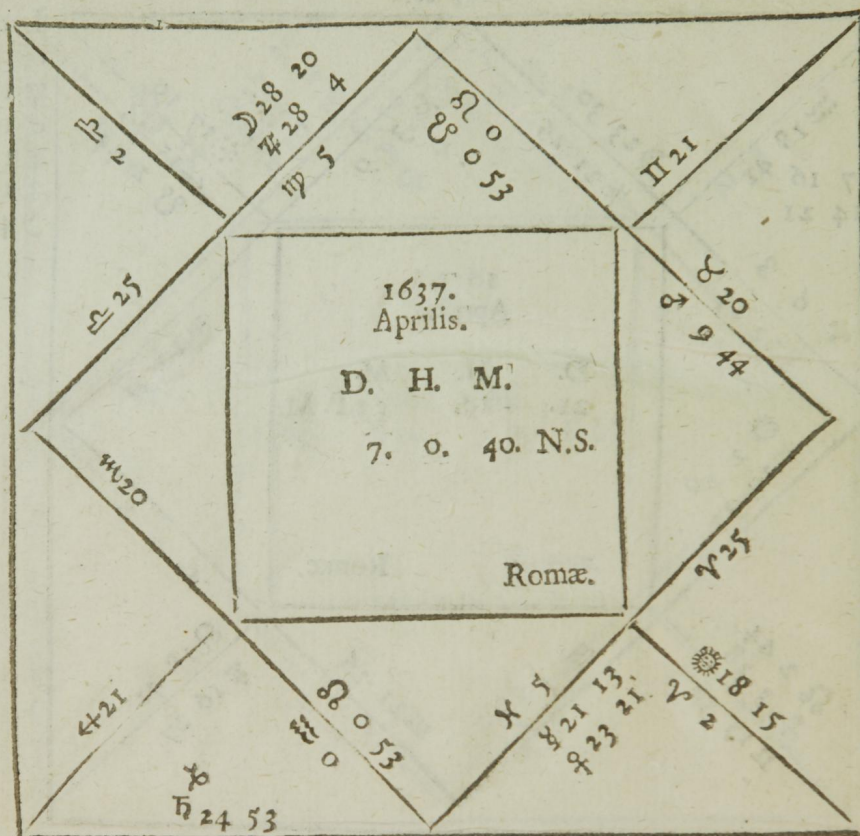 ☽ 28 20
♃ 28 4
♍ 5
♌ 0
☋ 0 53
♎ 2
♊ 21
♉ 20
♂ 9 44
♎ 25
1637.
Aprilis.
D. H. M.
7. 0. 40. N.S.
Romæ.
♏ 20
♈ 25
♐ 21
♑
♄ 24 53
☊ 0 53
♒ 0
♓ 5
☿ 21 13
♀ 23 21
☉ 18 15
♈ 2